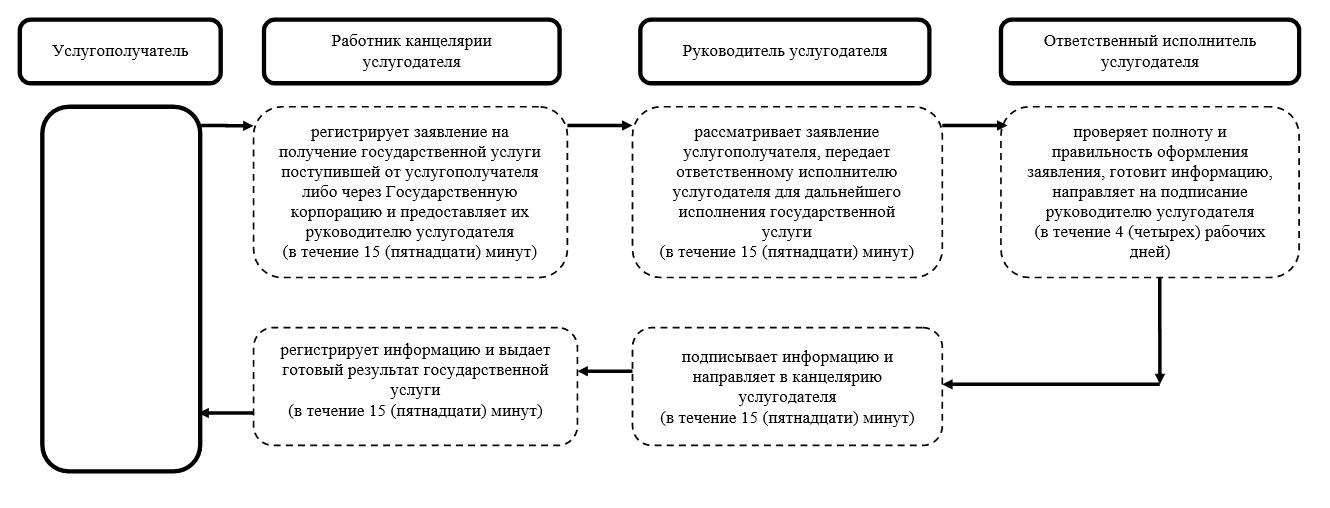 Услугополучатель
Работник канцелярии
услугодателя
Руководитель услугодателя
Ответственный исполнитель
услугодателя
регистрирует заявление на
получение государственной услуги
поступившей от услугополучателя
либо через Государственную
корпорацию и предоставляет их
руководителю услугодателя
(в течение 15 (пятнадцати) минут)
рассматривает заявление
услугополучателя, передает
ответственному исполнителю
услугодателя для дальнейшего
исполнения государственной
услуги
(в течение 15 (пятнадцати) минут)
проверяет полноту и
правильность оформления
заявления, готовит информацию,
направляет на подписание
руководителю услугодателя
(в течение 4 (четырех) рабочих
дней)
регистрирует информацию и выдает
готовый результат государственной
услуги
(в течение 15 (пятнадцати) минут)
подписывает информацию и
направляет в канцелярию
услугодателя
(в течение 15 (пятнадцати) минут)